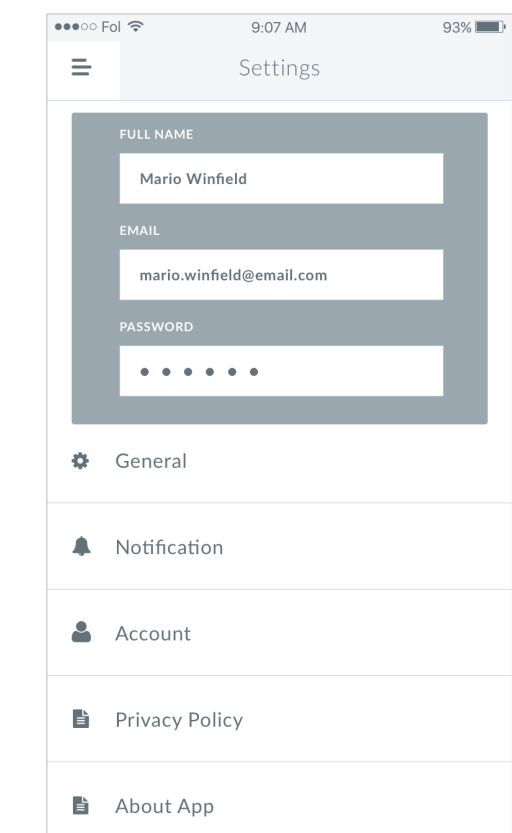 Fol 9:07 AM 93%
Settings
FULL NAME
Mario Winfield
EMAIL
mario.winfield@email.com
PASSWORD
General
Notification
Account
Privacy Policy
About App